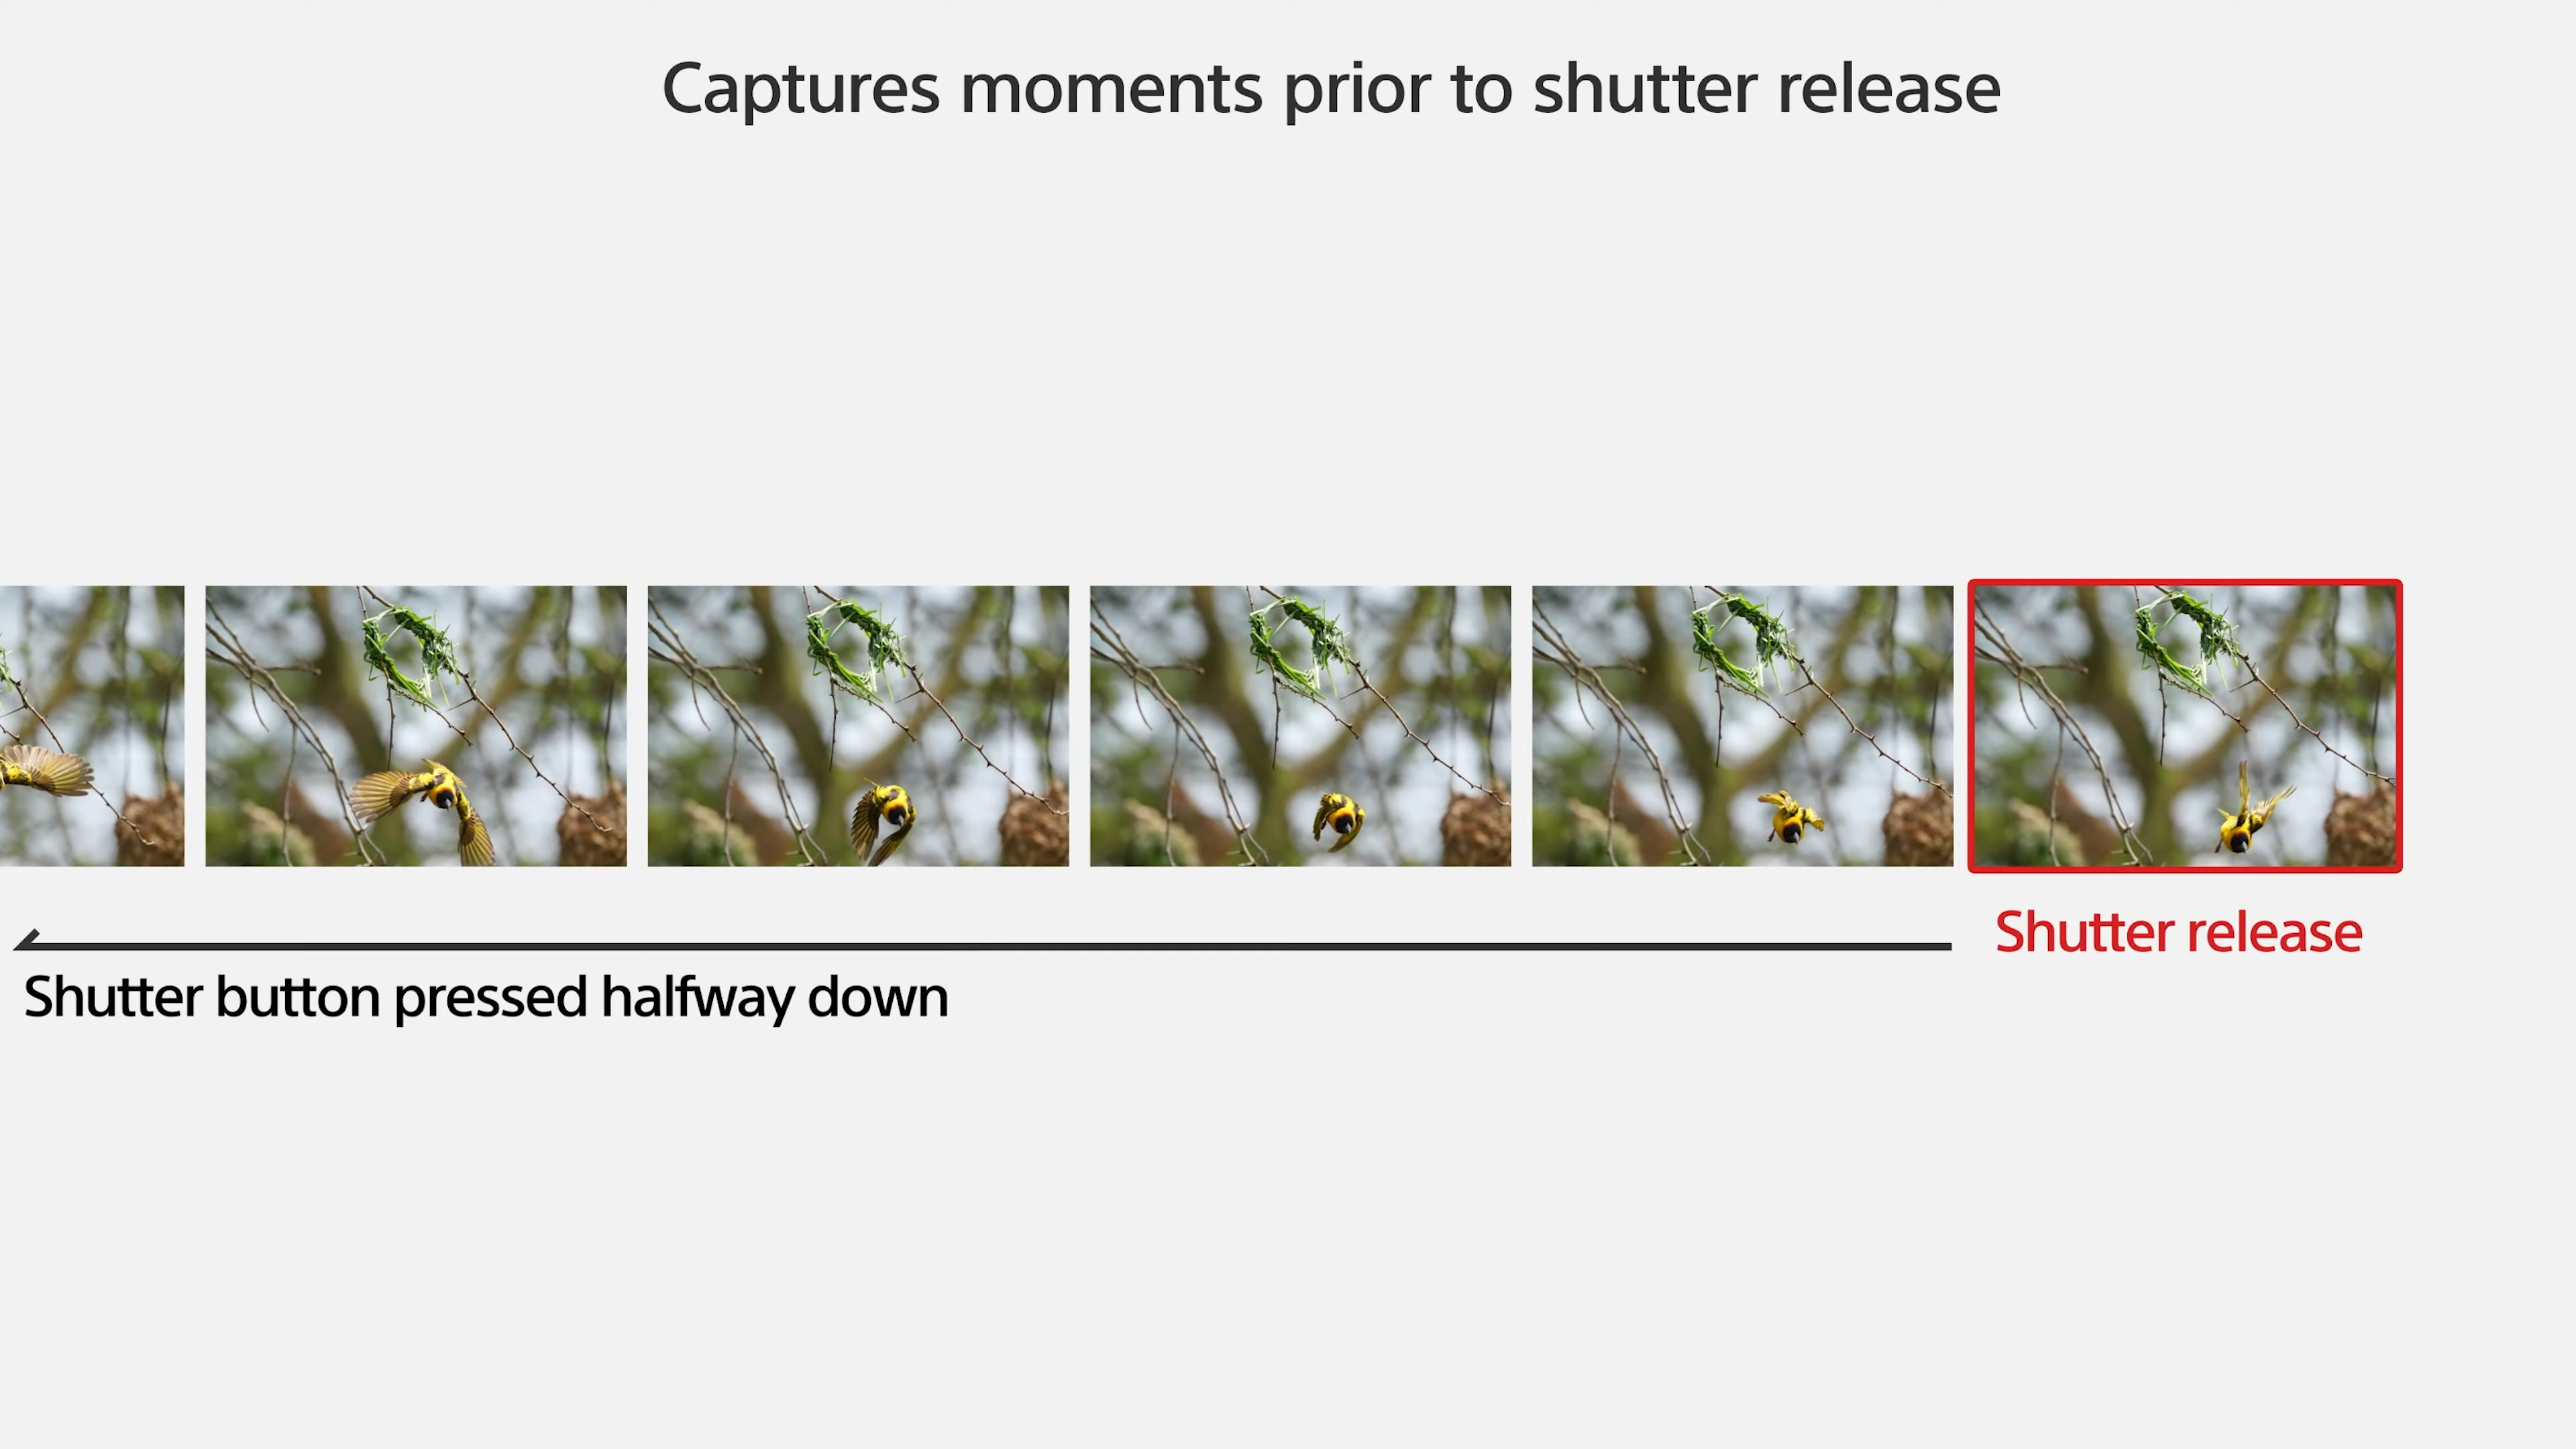 Captures moments prior to shutter release
Shutter release
Shutter button pressed halfway down